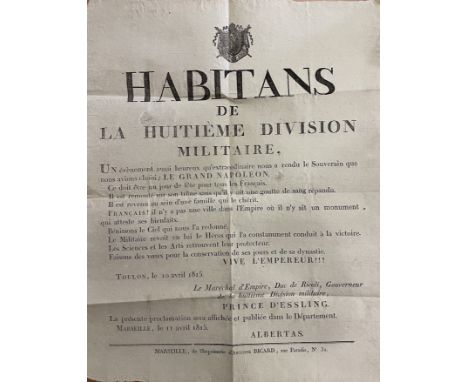 HABITANS
DE
LA HUITIÈME DIVISION
MILITAIRE,
UN événement aussi heureux qu'extraordinaire nous a rendu le Souverain que
nous avions choisi; LE GRAND NAPOLÉON.
Ce doit être un jour de fête pour tous les Français.
Il est remonté sur son trône sans qu'il y ait une goutte de sang répandu.
Il est revenu au sein d'une famille qui le chérit.
FRANÇAIS! il n'y a pas une ville dans l'Empire où il n'y ait un monument,
qui atteste ses bienfaits.
Bénissons le Ciel qui nous l'a redonné.
Le Militaire revoit en lui le Héros qui l'a constamment conduit à la victoire.
Les Sciences et les Arts retrouvent leur protecteur.
Faisons des vœux pour la conservation de ses jours et de sa dynastie.
VIVE L'EMPEREUR!!!
TOULON, le 10 avril 1815.
Le Maréchal d'Empire, Duc de Rivoli, Gouverneur
de la huitième Division militaire,
PRINCE D'ESSLING.
La présente proclamation sera affichée et publiée dans le Département.
MARSEILLE, le 11 avril 1815.
ALBERTAS.
MARSEILLE, de l'Imprimerie d'Antoine RICARD, rue Paradis, N° 31.